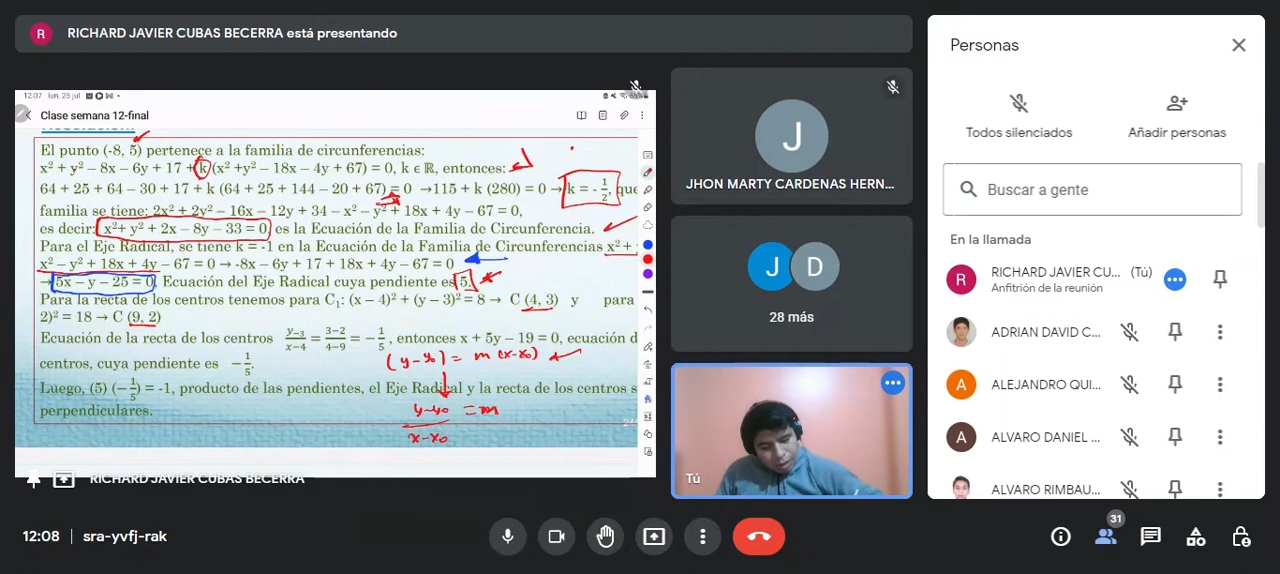 R RICHARD JAVIER CUBAS BECERRA está presentando
12:07 lun, 25 jul
Clase semana 12-final
El punto (-8, 5) pertenece a la familia de circunferencias:
x² + y² – 8x – 6y + 17 + k (x² +y² – 18x – 4y + 67) = 0, k ∈ ℝ, entonces:
64 + 25 + 64 – 30 + 17 + k (64 + 25 + 144 – 20 + 67) = 0 →115 + k (280) = 0 → k = - 1/2, que
familia se tiene: 2x² + 2y² – 16x – 12y + 34 – x² – y² + 18x + 4y – 67 = 0,
es decir: x²+ y² + 2x – 8y – 33 = 0, es la Ecuación de la Familia de Circunferencia.
Para el Eje Radical, se tiene k = -1 en la Ecuación de la Familia de Circunferencias x² +
x² – y² + 18x + 4y – 67 = 0 → -8x – 6y + 17 + 18x + 4y – 67 = 0
→ 5x – y – 25 = 0, Ecuación del Eje Radical cuya pendiente es 5.
Para la recta de los centros tenemos para C₁: (x – 4)² + (y – 3)² = 8 → C (4, 3) y para
2)² = 18 → C (9, 2)
Ecuación de la recta de los centros y–3/x–4 = 3–2/4–9 = – 1/5, entonces x + 5y – 19 = 0, ecuación d
(y-y₀) = m (x-x₀)
centros, cuya pendiente es – 1/5.
Luego, (5) (– 1/5) = -1, producto de las pendientes, el Eje Radical y la recta de los centros s
perpendiculares.
y-y₀/x-x₀ = m
RICHARD JAVIER CUBAS BECERRA
J
JHON MARTY CARDENAS HERN...
J D
28 más
Tú
Personas
Todos silenciados
Añadir personas
Buscar a gente
En la llamada
R RICHARD JAVIER CU... (Tú)
Anfitrión de la reunión
ADRIAN DAVID C...
A ALEJANDRO QUI...
A ALVARO DANIEL ...
ALVARO RIMBAU...
12:08 | sra-yvfj-rak
31